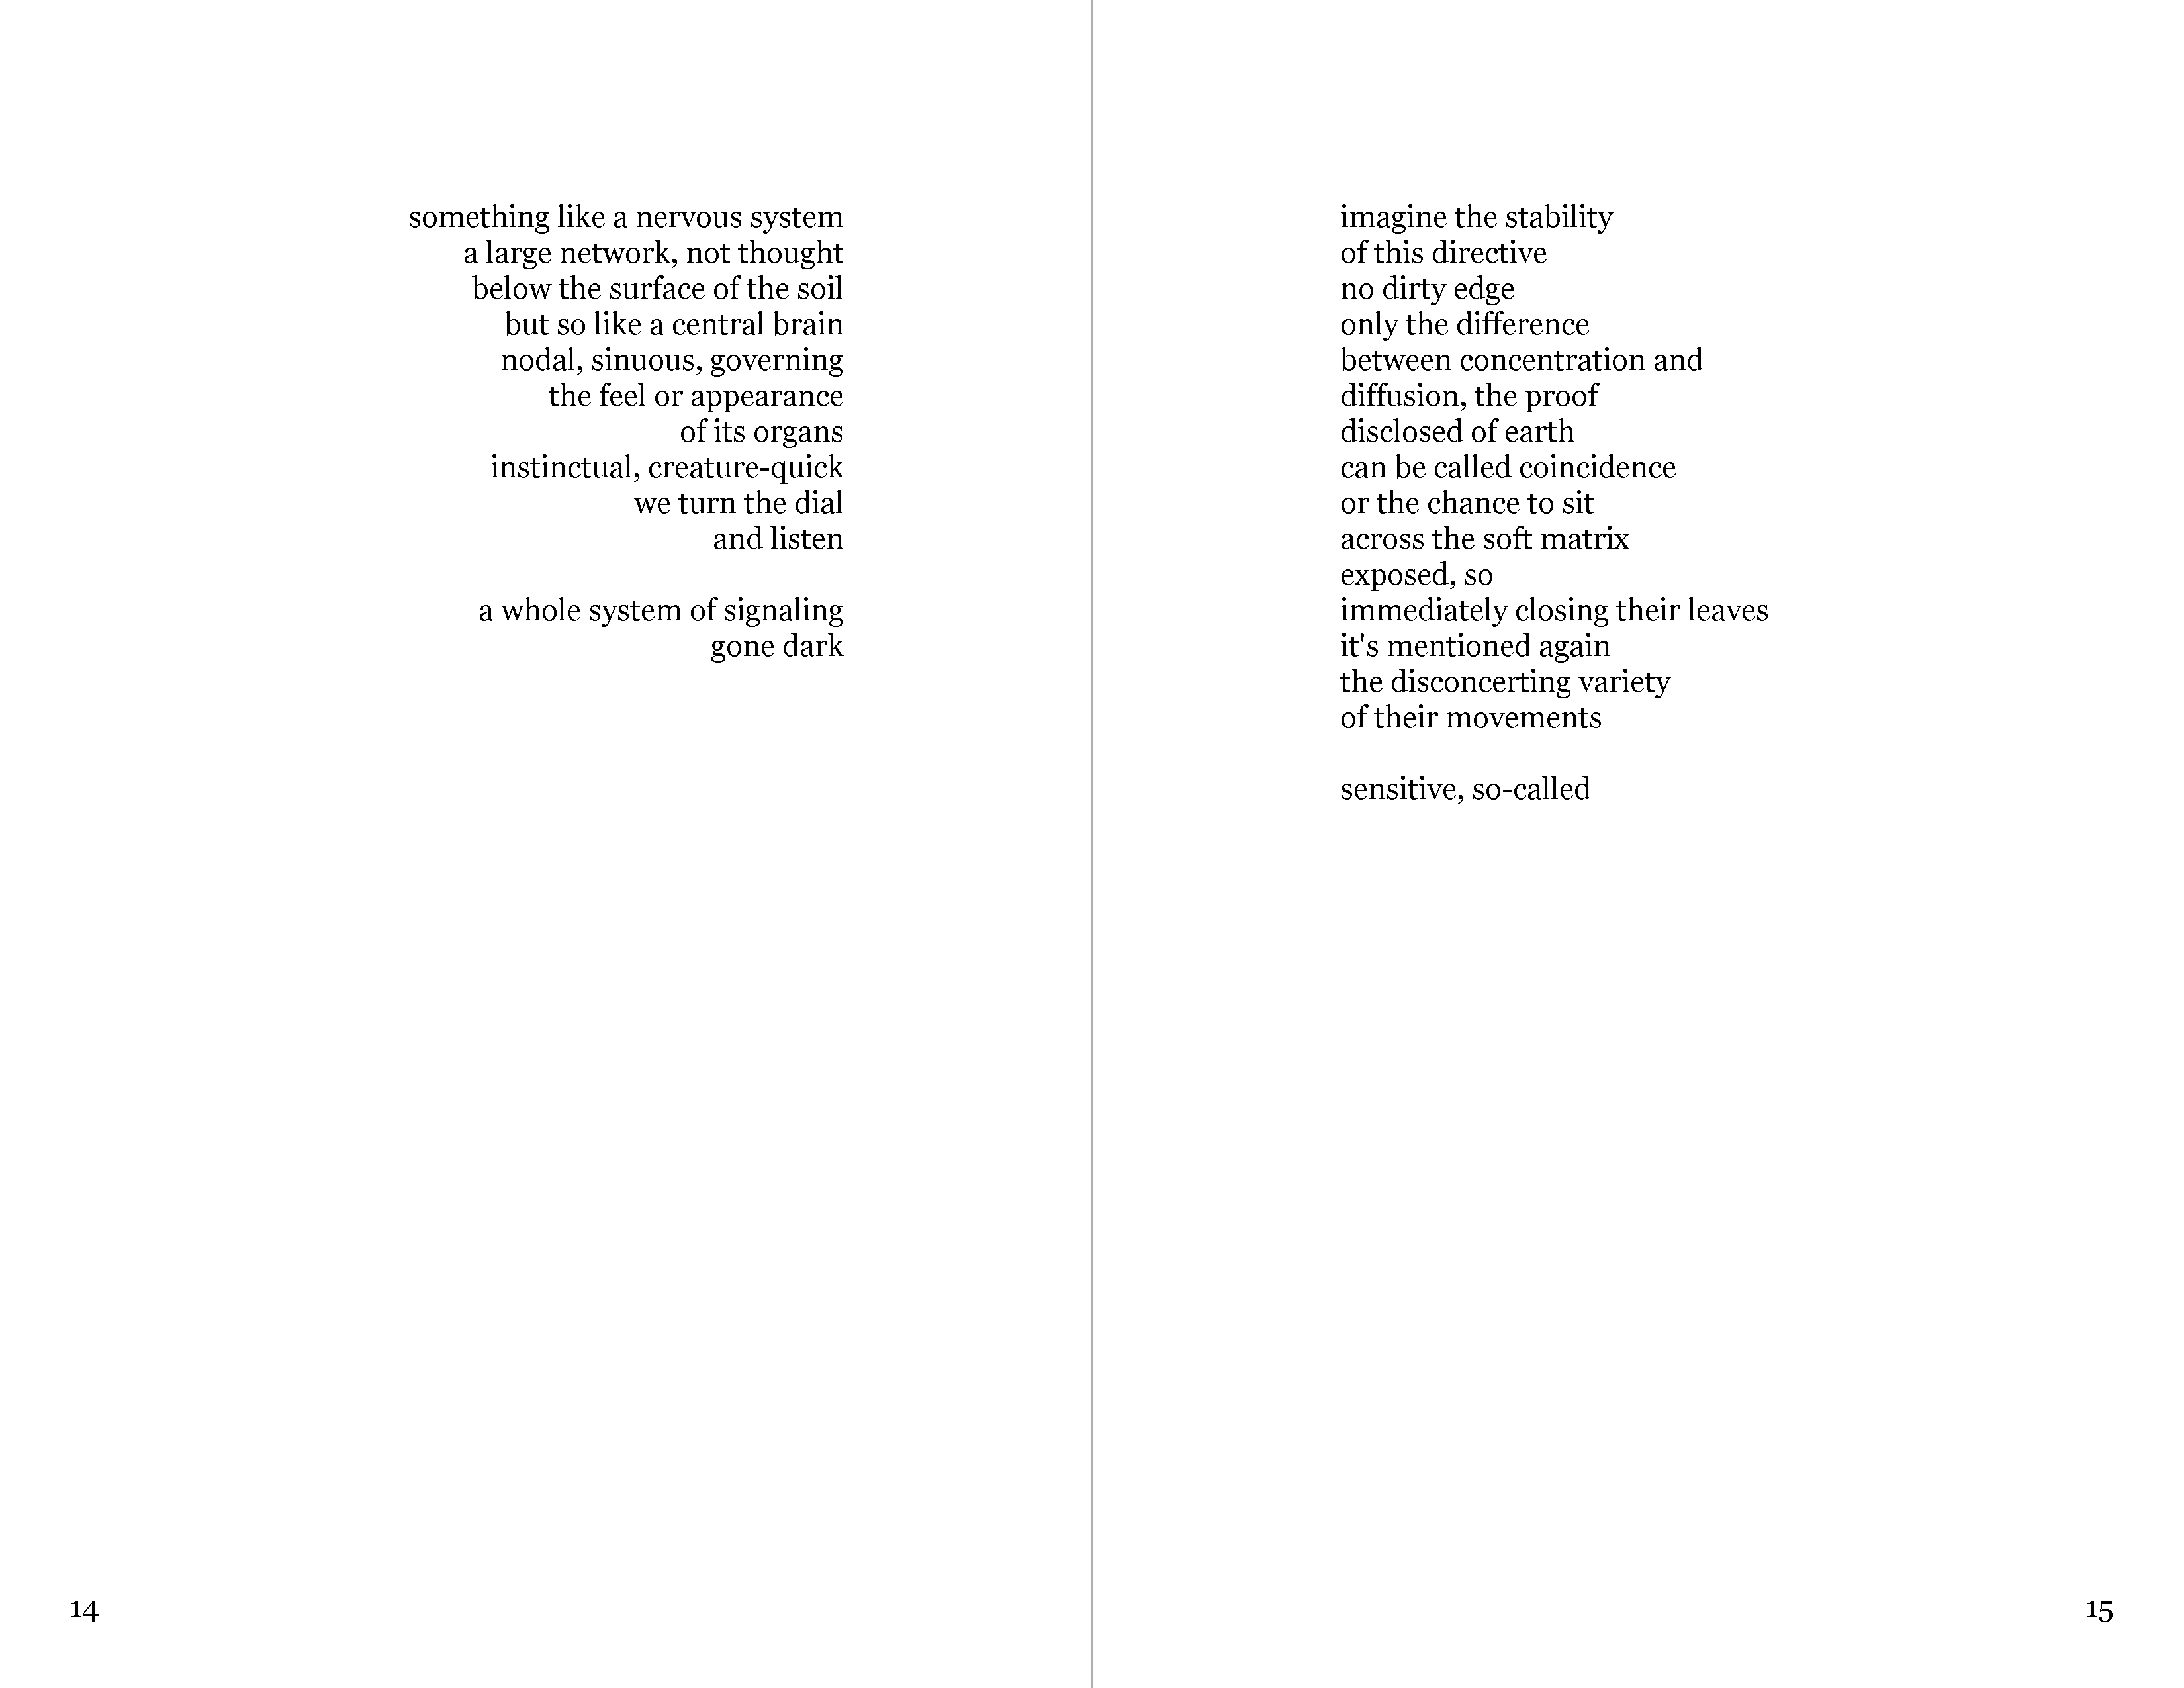 something like a nervous system
a large network, not thought
below the surface of the soil
but so like a central brain
nodal, sinuous, governing
the feel or appearance
of its organs
instinctual, creature-quick
we turn the dial
and listen
a whole system of signaling
gone dark
14
imagine the stability
of this directive
no dirty edge
only the difference
between concentration and
diffusion, the proof
disclosed of earth
can be called coincidence
or the chance to sit
across the soft matrix
exposed, so
immediately closing their leaves
it's mentioned again
the disconcerting variety
of their movements
sensitive, so-called
15